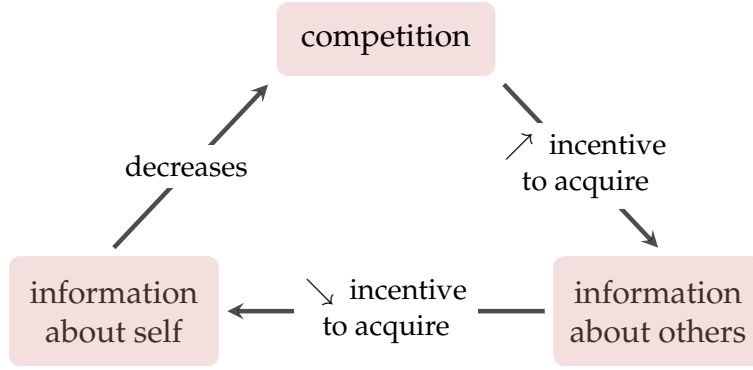 competition
decreases
↗ incentive
to acquire
information
about self
↘ incentive
to acquire
information
about others